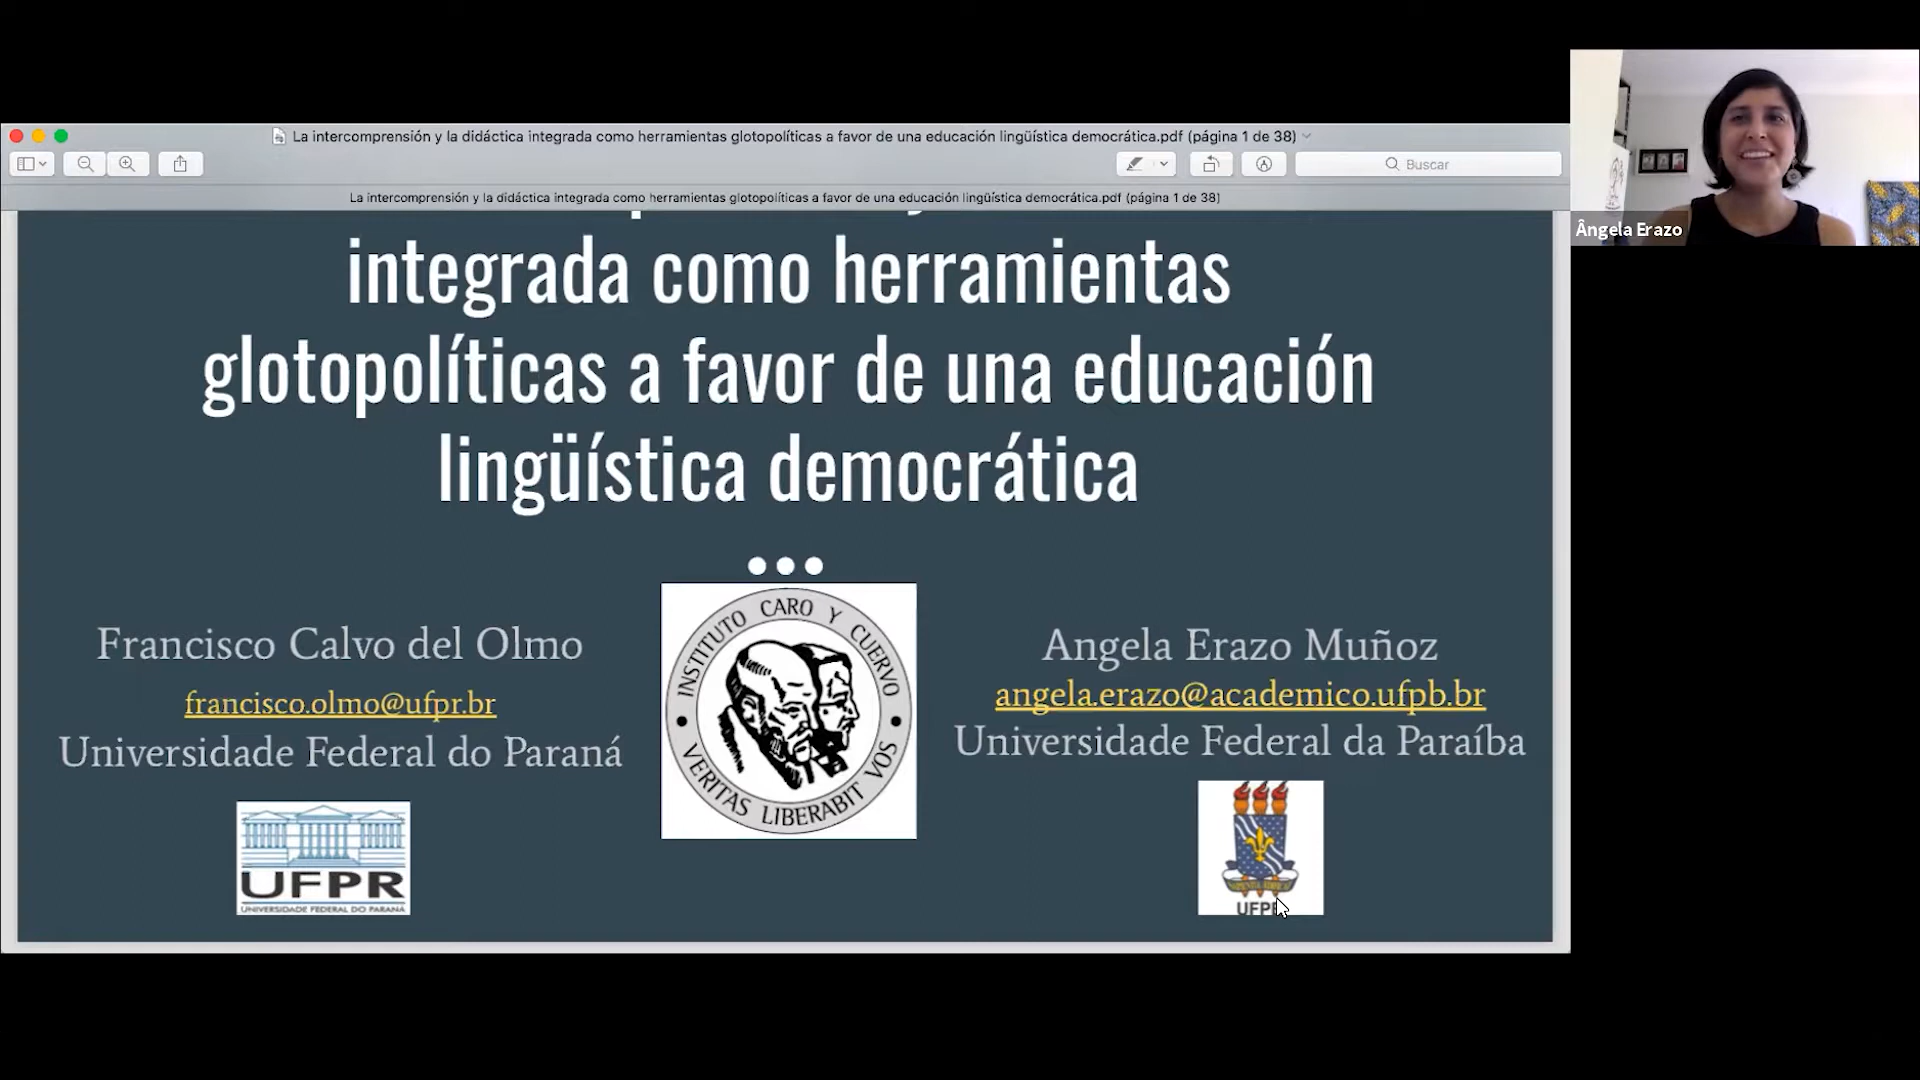 La intercomprensión y la didáctica integrada como herramientas glotopolíticas a favor de una educación lingüística democrática.pdf (página 1 de 38)
Buscar
La intercomprensión y la didáctica integrada como herramientas glotopolíticas a favor de una educación lingüística democrática.pdf (página 1 de 38)
Ângela Erazo
integrada como herramientas
glotopolíticas a favor de una educación
lingüística democrática
Francisco Calvo del Olmo
francisco.olmo@ufpr.br
Universidade Federal do Paraná
UFPR
UNIVERSIDADE FEDERAL DO PARANÁ
INSTITUTO CARO Y CUERVO
VERITAS LIBERABIT VOS
Angela Erazo Muñoz
angela.erazo@academico.ufpb.br
Universidade Federal da Paraíba